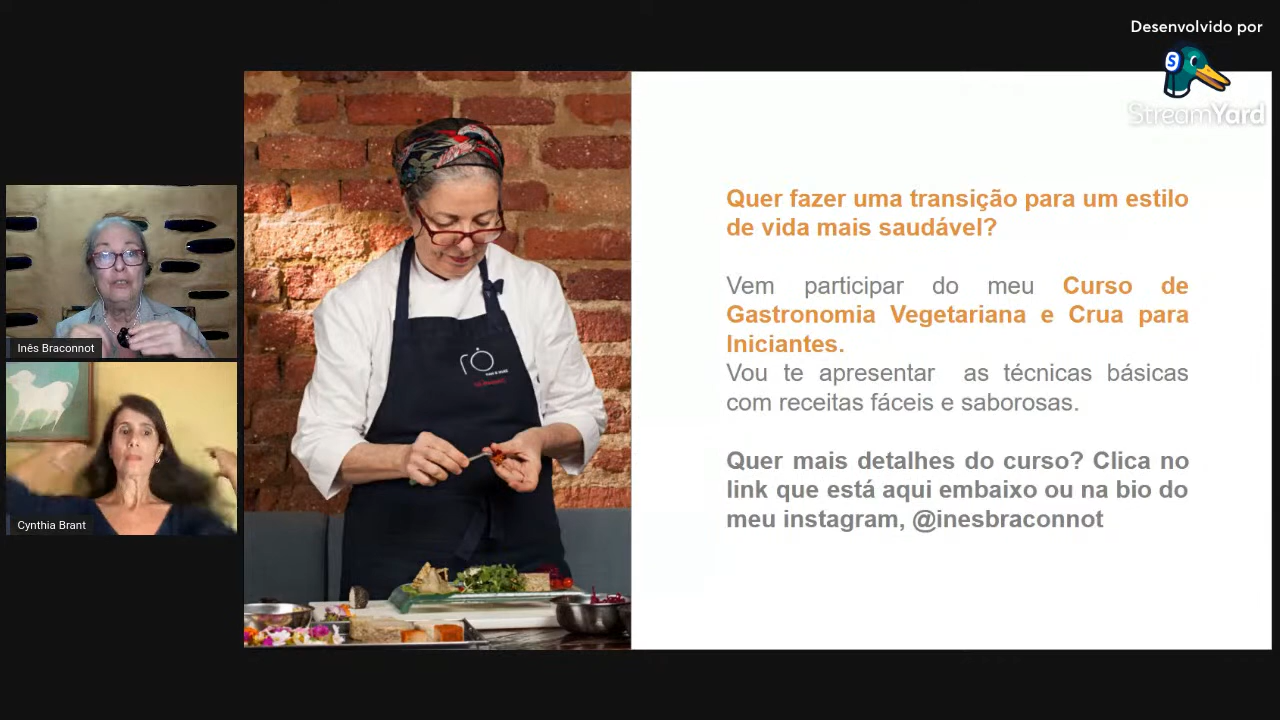 Desenvolvido por
StreamYard
Quer fazer uma transição para um estilo
de vida mais saudável?
Vem participar do meu Curso de
Gastronomia Vegetariana e Crua para
Iniciantes.
Vou te apresentar as técnicas básicas
com receitas fáceis e saborosas.
Quer mais detalhes do curso? Clica no
link que está aqui embaixo ou na bio do
meu instagram, @inesbraconnot
Inês Braconnot
Cynthia Brant
rò